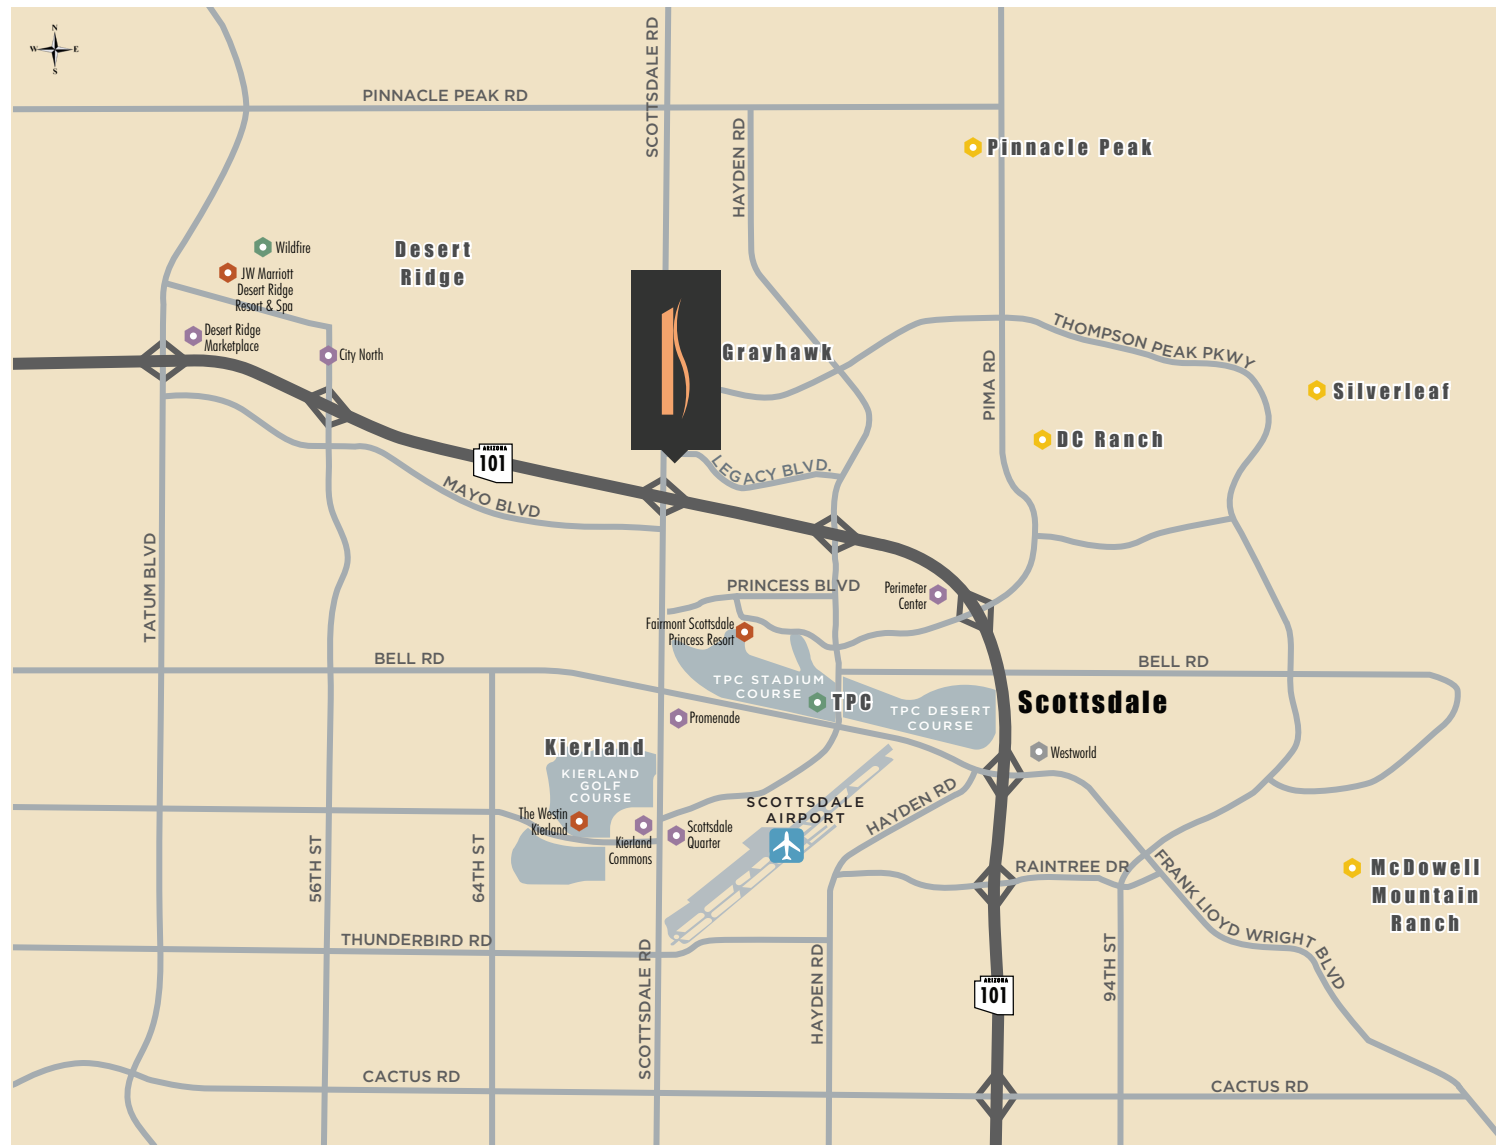 N
W E
S
SCOTTSDALE RD
PINNACLE PEAK RD
HAYDEN RD
Pinnacle Peak
Wildfire
Desert
Ridge
JW Marriott
Desert Ridge
Resort & Spa
Desert Ridge
Marketplace
City North
Grayhawk
THOMPSON PEAK PKWY
PIMA RD
Silverleaf
DC Ranch
ARIZONA
101
LEGACY BLVD.
MAYO BLVD
TATUM BLVD
PRINCESS BLVD
Perimeter
Center
Fairmont Scottsdale
Princess Resort
BELL RD
BELL RD
TPC STADIUM
COURSE
TPC
TPC DESERT
COURSE
Scottsdale
Promenade
Westworld
Kierland
KIERLAND
GOLF
COURSE
SCOTTSDALE
AIRPORT
HAYDEN RD
The Westin
Kierland
Kierland
Commons
Scottsdale
Quarter
56TH ST
64TH ST
RAINTREE DR
FRANK LIOYD WRIGHT BLVD
McDowell
Mountain
Ranch
THUNDERBIRD RD
SCOTTSDALE RD
HAYDEN RD
94TH ST
ARIZONA
101
CACTUS RD
CACTUS RD